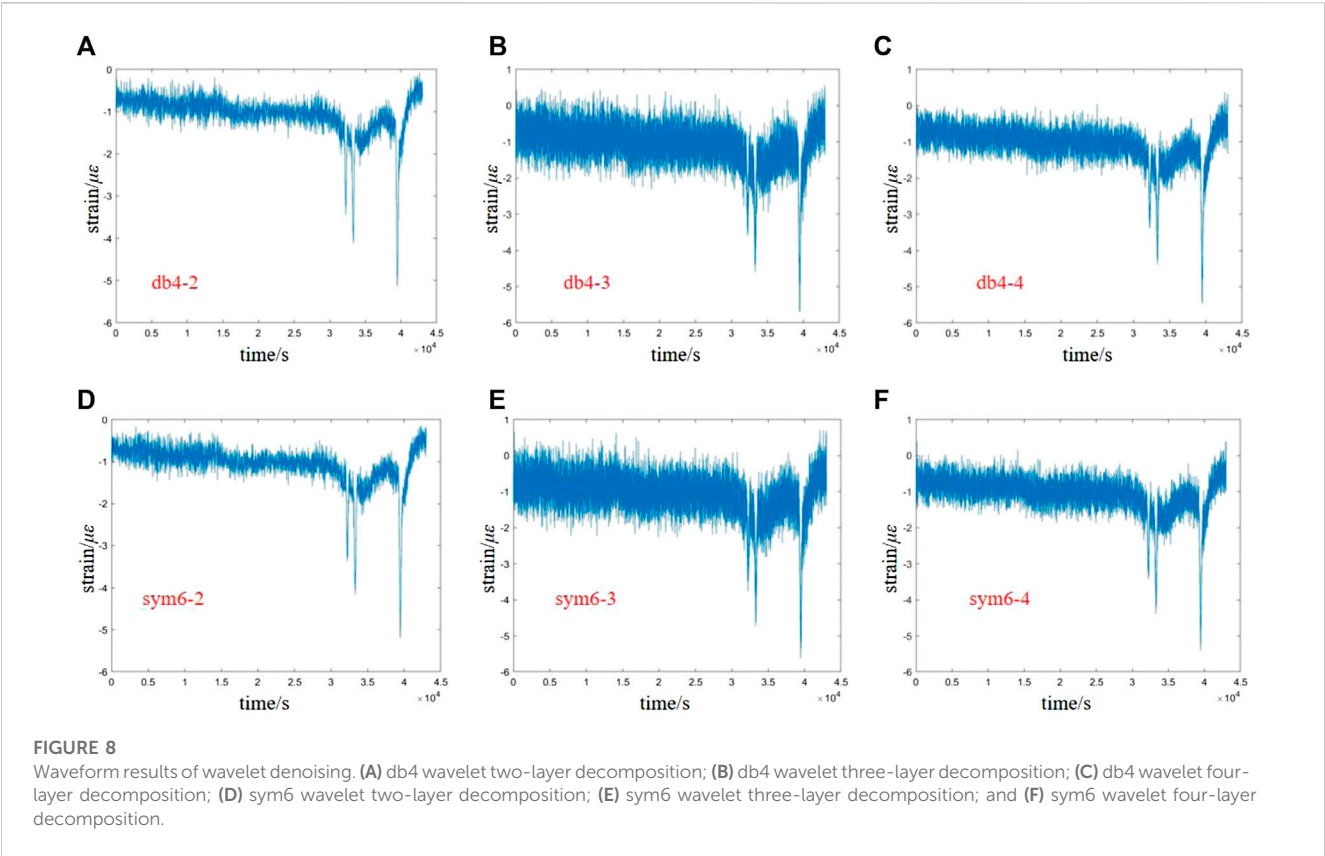 A
B
C
0
-1
-2
-3
-4
-5
-6
strain/με
db4-2
0 0.5 1 1.5 2 2.5 3 3.5 4 4.5
×10⁴
time/s
1
0
-1
-2
-3
-4
-5
-6
strain/με
db4-3
0 0.5 1 1.5 2 2.5 3 3.5 4 4.5
×10⁴
time/s
1
0
-1
-2
-3
-4
-5
-6
strain/με
db4-4
0 0.5 1 1.5 2 2.5 3 3.5 4 4.5
×10⁴
time/s
D
E
F
0
-1
-2
-3
-4
-5
-6
strain/με
sym6-2
0 0.5 1 1.5 2 2.5 3 3.5 4 4.5
×10⁴
time/s
1
0
-1
-2
-3
-4
-5
-6
strain/με
sym6-3
0 0.5 1 1.5 2 2.5 3 3.5 4 4.5
×10⁴
time/s
1
0
-1
-2
-3
-4
-5
-6
strain/με
sym6-4
0 0.5 1 1.5 2 2.5 3 3.5 4 4.5
×10⁴
time/s
FIGURE 8
Waveform results of wavelet denoising. (A) db4 wavelet two-layer decomposition; (B) db4 wavelet three-layer decomposition; (C) db4 wavelet four-
layer decomposition; (D) sym6 wavelet two-layer decomposition; (E) sym6 wavelet three-layer decomposition; and (F) sym6 wavelet four-layer
decomposition.